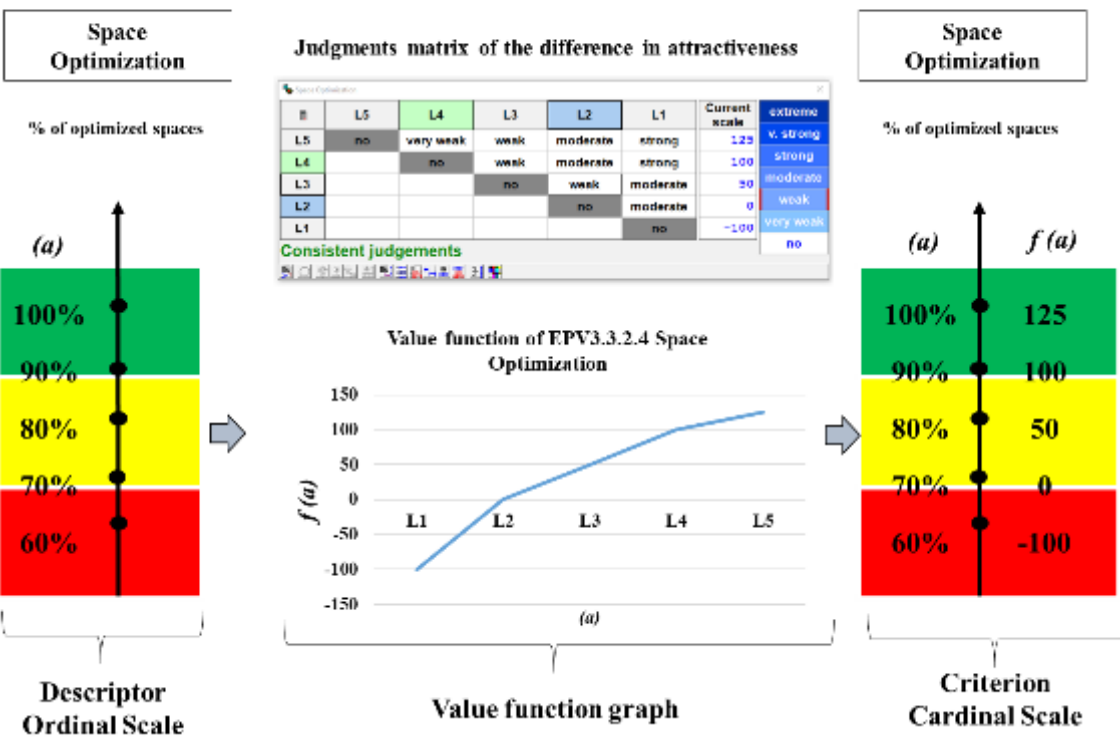 Space
Optimization
% of optimized spaces
(a)
100%
90%
80%
70%
60%
Descriptor
Ordinal Scale
Judgments matrix of the difference in attractiveness
Space Optimization
L5 L4 L3 L2 L1 Current scale
L5 no very weak weak moderate strong 125
L4 no weak moderate strong 100
L3 no weak moderate 50
L2 no moderate 0
L1 no -100
extreme
v. strong
strong
moderate
weak
very weak
no
Consistent judgements
Value function of EPV3.3.2.4 Space
Optimization
150
100
50
0
-50
-100
-150
f (a)
L1 L2 L3 L4 L5
(a)
Value function graph
Space
Optimization
% of optimized spaces
(a) f (a)
100% 125
90% 100
80% 50
70% 0
60% -100
Criterion
Cardinal Scale